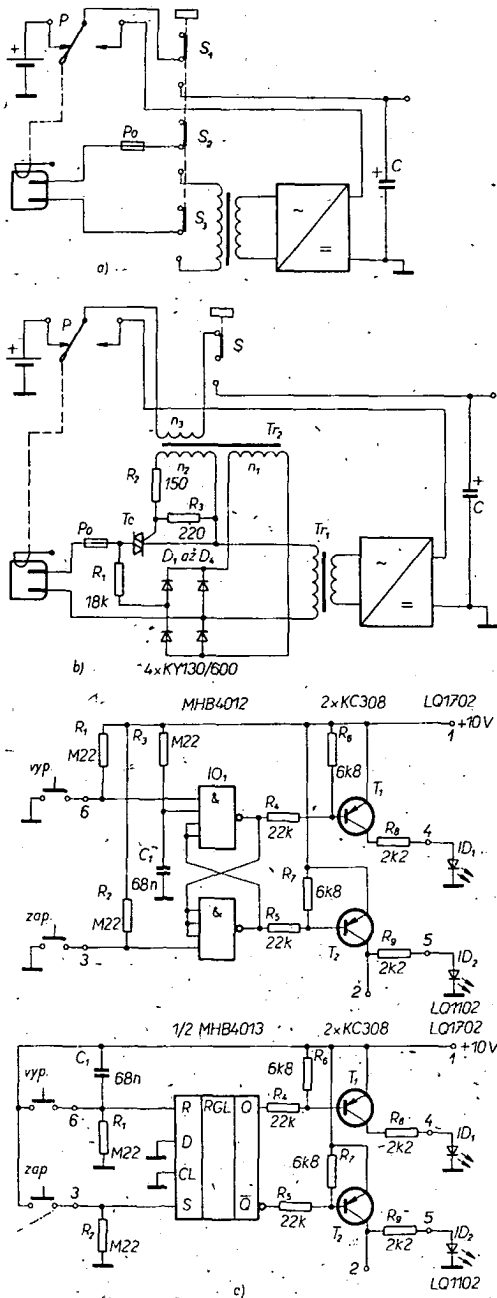 P
S₁
+
Po
S₂
+
C
S₃
~
=
a)
P
S
+
n₃
Tr₂
n₂
n₁
R₂
150
R₃
220
+
C
Tc
Po
D₁ až D₄
Tr₁
~
=
R₁
18k
b)
4×KY130/600
MHB4012 2×KC308 LQ1702
1 +10V
R₁
M22
R₃
M22
IO₁
R₆
6k8
T₁
vyp.
6
&
R₄
22k
R₈
2k2
4
ID₁
C₁
68n
R₂
M22
R₇
6k8
zap.
3
&
R₅
22k
T₂
R₉
2k2
5
ID₂
2
LQ1102
1/2 MHB4013 2×KC308 LQ1702
1 +10V
C₁
68n
R₆
6k8
T₁
vyp.
6
R₁
M22
R RGL Q
R₄
22k
R₈
2k2
4
ID₁
D
CL
R₇
6k8
zap
3
S Q̅
R₅
22k
T₂
R₉
2k2
5
ID₂
R₂
M22
2
LQ1102
c)